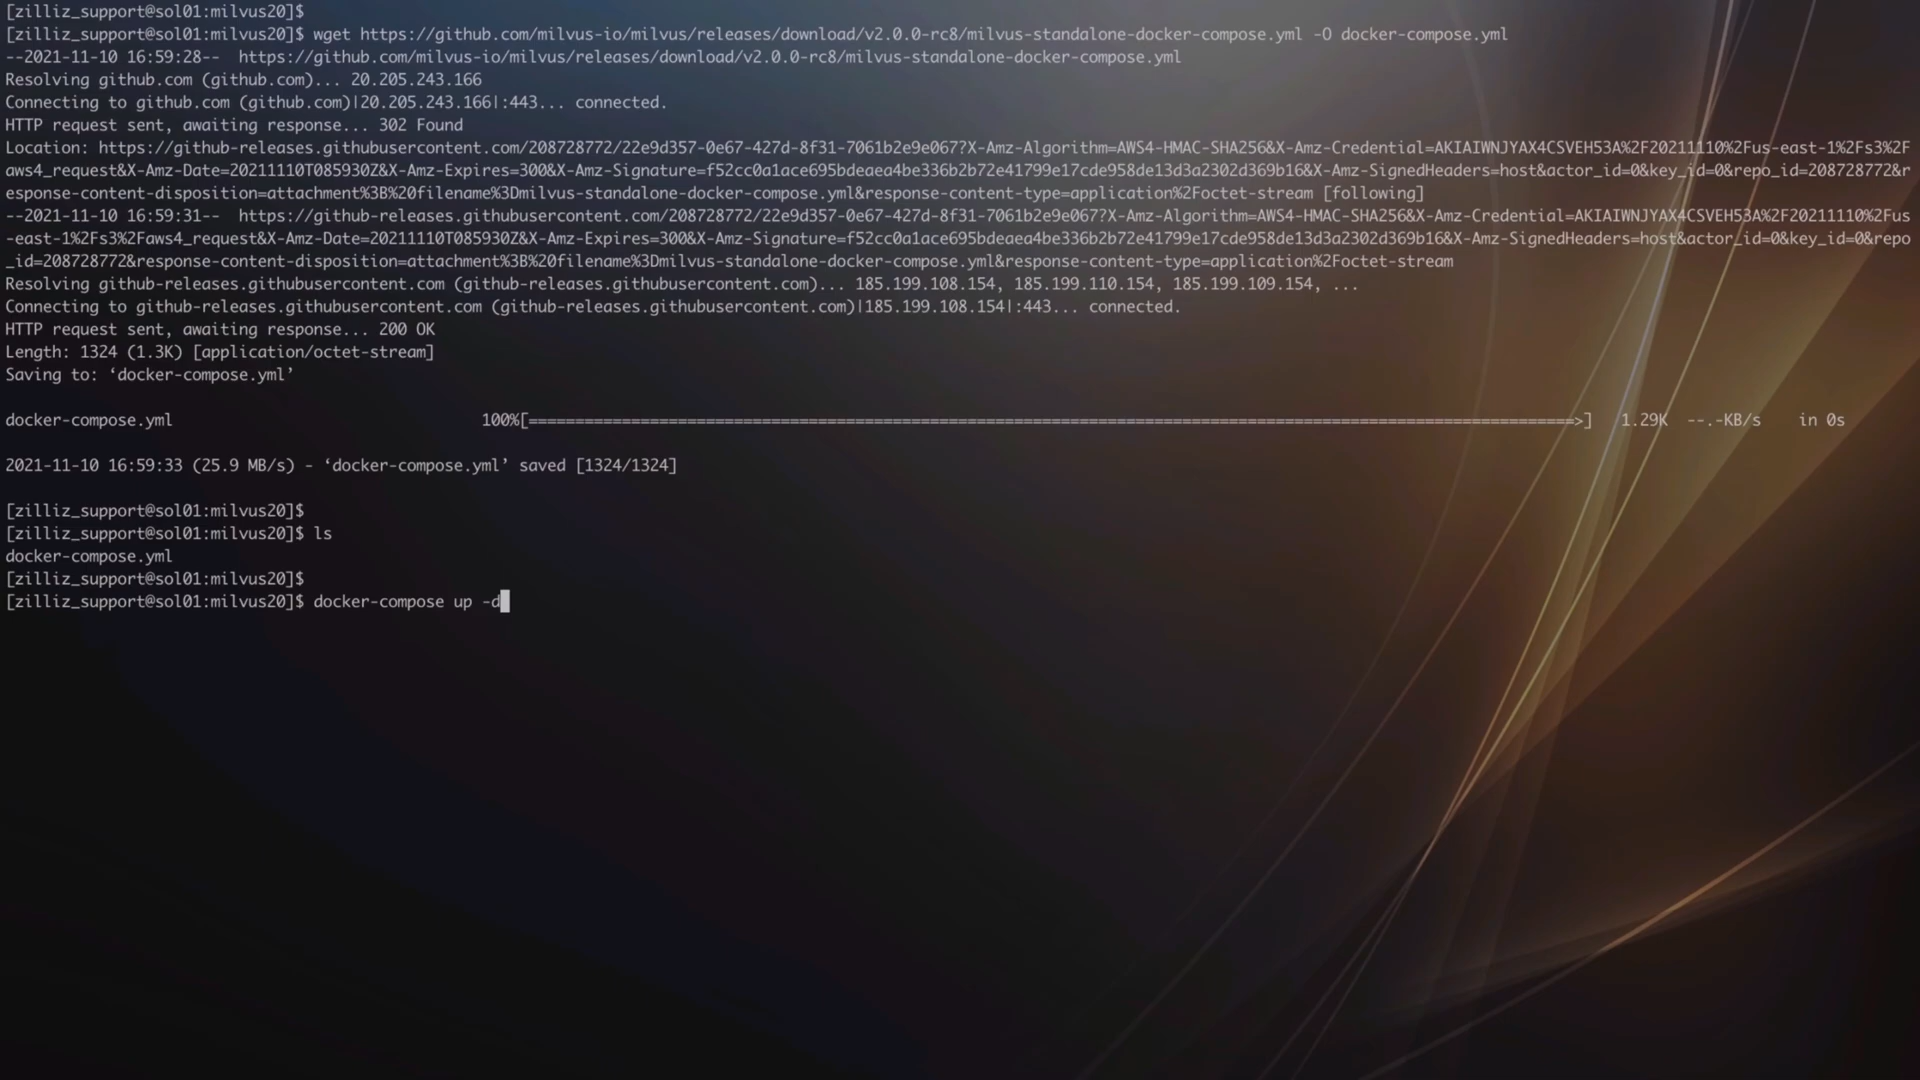 [zilliz_support@sol01:milvus20]$
[zilliz_support@sol01:milvus20]$ wget https://github.com/milvus-io/milvus/releases/download/v2.0.0-rc8/milvus-standalone-docker-compose.yml -O docker-compose.yml
--2021-11-10 16:59:28--  https://github.com/milvus-io/milvus/releases/download/v2.0.0-rc8/milvus-standalone-docker-compose.yml
Resolving github.com (github.com)... 20.205.243.166
Connecting to github.com (github.com)|20.205.243.166|:443... connected.
HTTP request sent, awaiting response... 302 Found
Location: https://github-releases.githubusercontent.com/208728772/22e9d357-0e67-427d-8f31-7061b2e9e067?X-Amz-Algorithm=AWS4-HMAC-SHA256&X-Amz-Credential=AKIAIWNJYAX4CSVEH53A%2F20211110%2Fus-east-1%2Fs3%2F
aws4_request&X-Amz-Date=20211110T085930Z&X-Amz-Expires=300&X-Amz-Signature=f52cc0a1ace695bdeaea4be336b2b72e41799e17cde958de13d3a2302d369b16&X-Amz-SignedHeaders=host&actor_id=0&key_id=0&repo_id=208728772&r
esponse-content-disposition=attachment%3B%20filename%3Dmilvus-standalone-docker-compose.yml&response-content-type=application%2Foctet-stream [following]
--2021-11-10 16:59:31--  https://github-releases.githubusercontent.com/208728772/22e9d357-0e67-427d-8f31-7061b2e9e067?X-Amz-Algorithm=AWS4-HMAC-SHA256&X-Amz-Credential=AKIAIWNJYAX4CSVEH53A%2F20211110%2Fus
-east-1%2Fs3%2Faws4_request&X-Amz-Date=20211110T085930Z&X-Amz-Expires=300&X-Amz-Signature=f52cc0a1ace695bdeaea4be336b2b72e41799e17cde958de13d3a2302d369b16&X-Amz-SignedHeaders=host&actor_id=0&key_id=0&repo
_id=208728772&response-content-disposition=attachment%3B%20filename%3Dmilvus-standalone-docker-compose.yml&response-content-type=application%2Foctet-stream
Resolving github-releases.githubusercontent.com (github-releases.githubusercontent.com)... 185.199.108.154, 185.199.110.154, 185.199.109.154, ...
Connecting to github-releases.githubusercontent.com (github-releases.githubusercontent.com)|185.199.108.154|:443... connected.
HTTP request sent, awaiting response... 200 OK
Length: 1324 (1.3K) [application/octet-stream]
Saving to: ‘docker-compose.yml’
docker-compose.yml 100%[=================================================================================================================>] 1.29K --.-KB/s in 0s
2021-11-10 16:59:33 (25.9 MB/s) - ‘docker-compose.yml’ saved [1324/1324]
[zilliz_support@sol01:milvus20]$
[zilliz_support@sol01:milvus20]$ ls
docker-compose.yml
[zilliz_support@sol01:milvus20]$
[zilliz_support@sol01:milvus20]$ docker-compose up -d